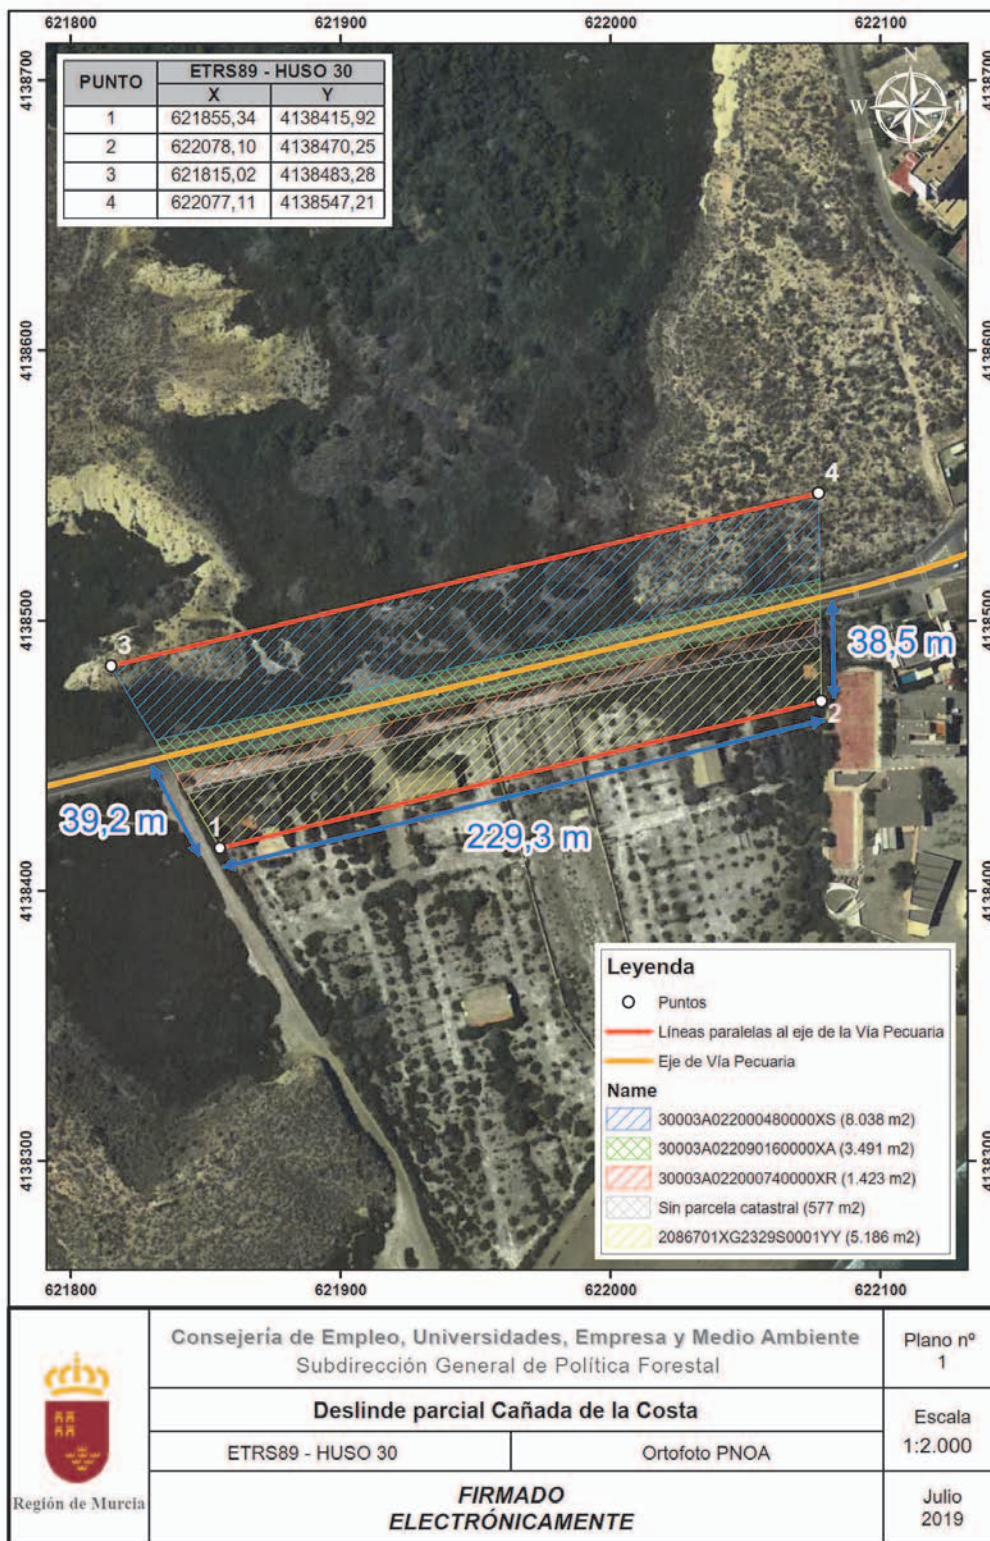 621800 621900 622000 622100
4138700
4138700
PUNTO ETRS89 - HUSO 30
X Y
1 621855,34 4138415,92
2 622078,10 4138470,25
3 621815,02 4138483,28
4 622077,11 4138547,21
N
W
S
4138600
4138600
4
4138500
4138500
3
38,5 m
2
39,2 m
1
229,3 m
4138400
4138400
Leyenda
Puntos
Líneas paralelas al eje de la Vía Pecuaria
Eje de Vía Pecuaria
Name
30003A022000480000XS (8.038 m2)
30003A022090160000XA (3.491 m2)
30003A022000740000XR (1.423 m2)
Sin parcela catastral (577 m2)
2086701XG2329S0001YY (5.186 m2)
4138300
4138300
621800 621900 622000 622100
Región de Murcia
Consejería de Empleo, Universidades, Empresa y Medio Ambiente
Subdirección General de Política Forestal
Plano nº
1
Deslinde parcial Cañada de la Costa
Escala
1:2.000
ETRS89 - HUSO 30
Ortofoto PNOA
FIRMADO
ELECTRÓNICAMENTE
Julio
2019